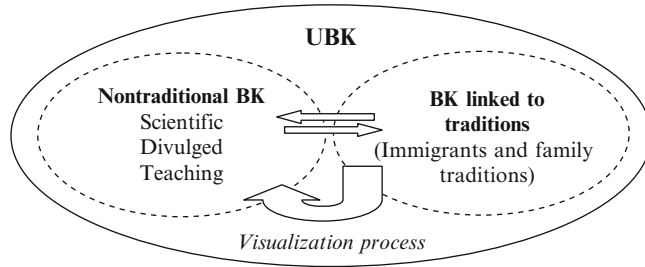 UBK
Nontraditional BK
Scientific
Divulged
Teaching
BK linked to
traditions
(Immigrants and family
traditions)
Visualization process